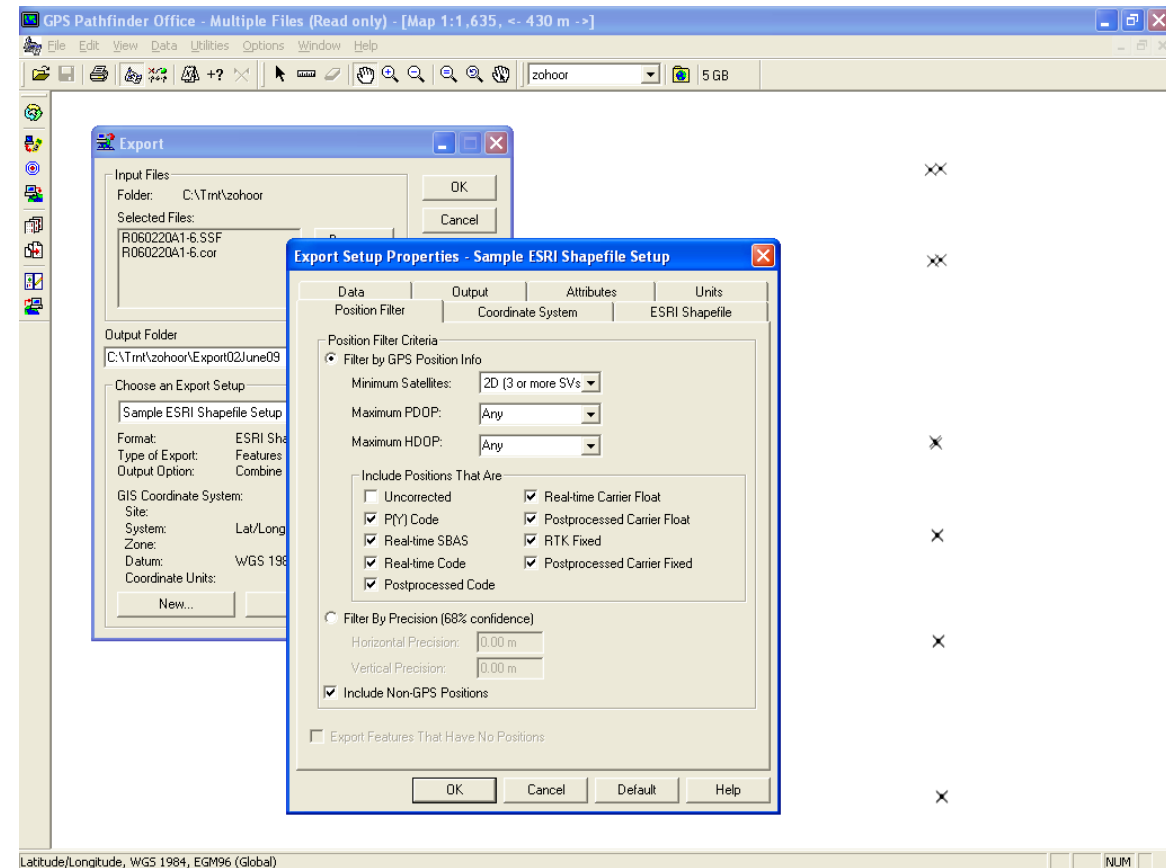 GPS Pathfinder Office - Multiple Files (Read only) - [Map 1:1,635, <- 430 m ->]
File Edit View Data Utilities Options Window Help
zohoor 5 GB
Export
Input Files
Folder: C:\Trnt\zohoor
Selected Files:
R060220A1-6.SSF
R060220A1-6.cor
OK
Cancel
Output Folder
C:\Trnt\zohoor\Export02June09
Choose an Export Setup
Sample ESRI Shapefile Setup
Format: ESRI Sha
Type of Export: Features
Output Option: Combine
GIS Coordinate System:
Site:
System: Lat/Long
Zone:
Datum: WGS 198
Coordinate Units:
New...
Export Setup Properties - Sample ESRI Shapefile Setup
Data Output Attributes Units
Position Filter Coordinate System ESRI Shapefile
Position Filter Criteria
Filter by GPS Position Info
Minimum Satellites: 2D (3 or more SVs
Maximum PDOP: Any
Maximum HDOP: Any
Include Positions That Are
Uncorrected Real-time Carrier Float
P(Y) Code Postprocessed Carrier Float
Real-time SBAS RTK Fixed
Real-time Code Postprocessed Carrier Fixed
Postprocessed Code
Filter By Precision (68% confidence)
Horizontal Precision: 0.00 m
Vertical Precision: 0.00 m
Include Non-GPS Positions
Export Features That Have No Positions
OK Cancel Default Help
Latitude/Longitude, WGS 1984, EGM96 (Global) NUM